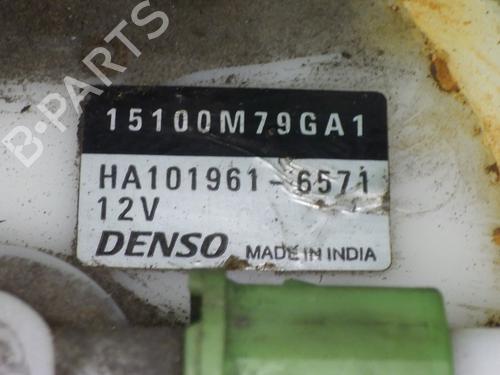 B-PARTS
15100M79GA1
HA101961-6571
12V
DENSO MADE IN INDIA